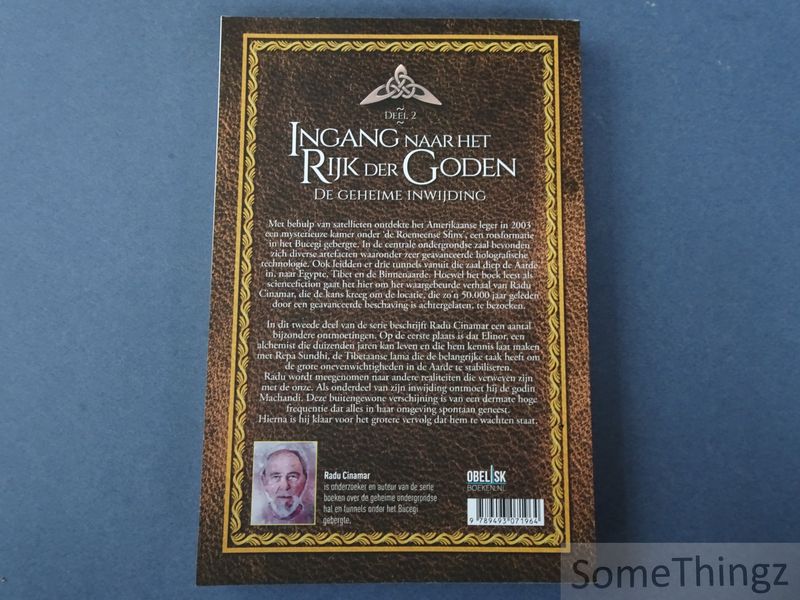 ~
DEEL 2
~
INGANG NAAR HET
RIJK DER GODEN
DE GEHEIME INWIJDING
Met behulp van satellieten ontdekte het Amerikaanse leger in 2003
een mysterieuze kamer onder 'de Roemeense Sfinx', een rotsformatie
in het Bucegi gebergte. In de centrale ondergrondse zaal bevonden
zich diverse artefacten waaronder zeer geavanceerde holografische
technologie. Ook leidden er drie tunnels vanuit die zaal diep de Aarde
in, naar Egypte, Tibet en de Binnenaarde. Hoewel het boek leest als
sciencefiction gaat het hier om her waargebeurde verhaal van Radu
Cinamar, die de kans kreeg om de locatie, die zo'n 50.000 jaar geleden
door een geavanceerde beschaving is achtergelaten, te bezoeken.
In dit tweede deel van de serie beschrijft Radu Cinamar een aantal
bijzondere ontmoetingen. Op de eerste plaats is dat Elinor, een
alchemist die duizenden jaren kan leven en die hem kennis laat maken
met Repa Sundhi, de Tibetaanse lama die de belangrijke taak heeft om
de grote onevenwichtigheden in de Aarde te stabiliseren.
Radu wordt meegenomen naar andere realiteiten die verweven zijn
met de onze. Als onderdeel van zijn inwijding ontmoet hij de godin
Machandi. Deze buitengewone verschijning is van een dermate hoge
frequentie dat alles in haar omgeving spontaan geneest.
Hierna is hij klaar voor het grotere vervolg dat hem te wachten staat.
Radu Cinamar
is onderzoeker en auteur van de serie
boeken over de geheime ondergrondse
hal en tunnels onder het Bucegi
gebergte.
OBELISK
BOEKEN.NL
9 789493 071964
SomeThingz